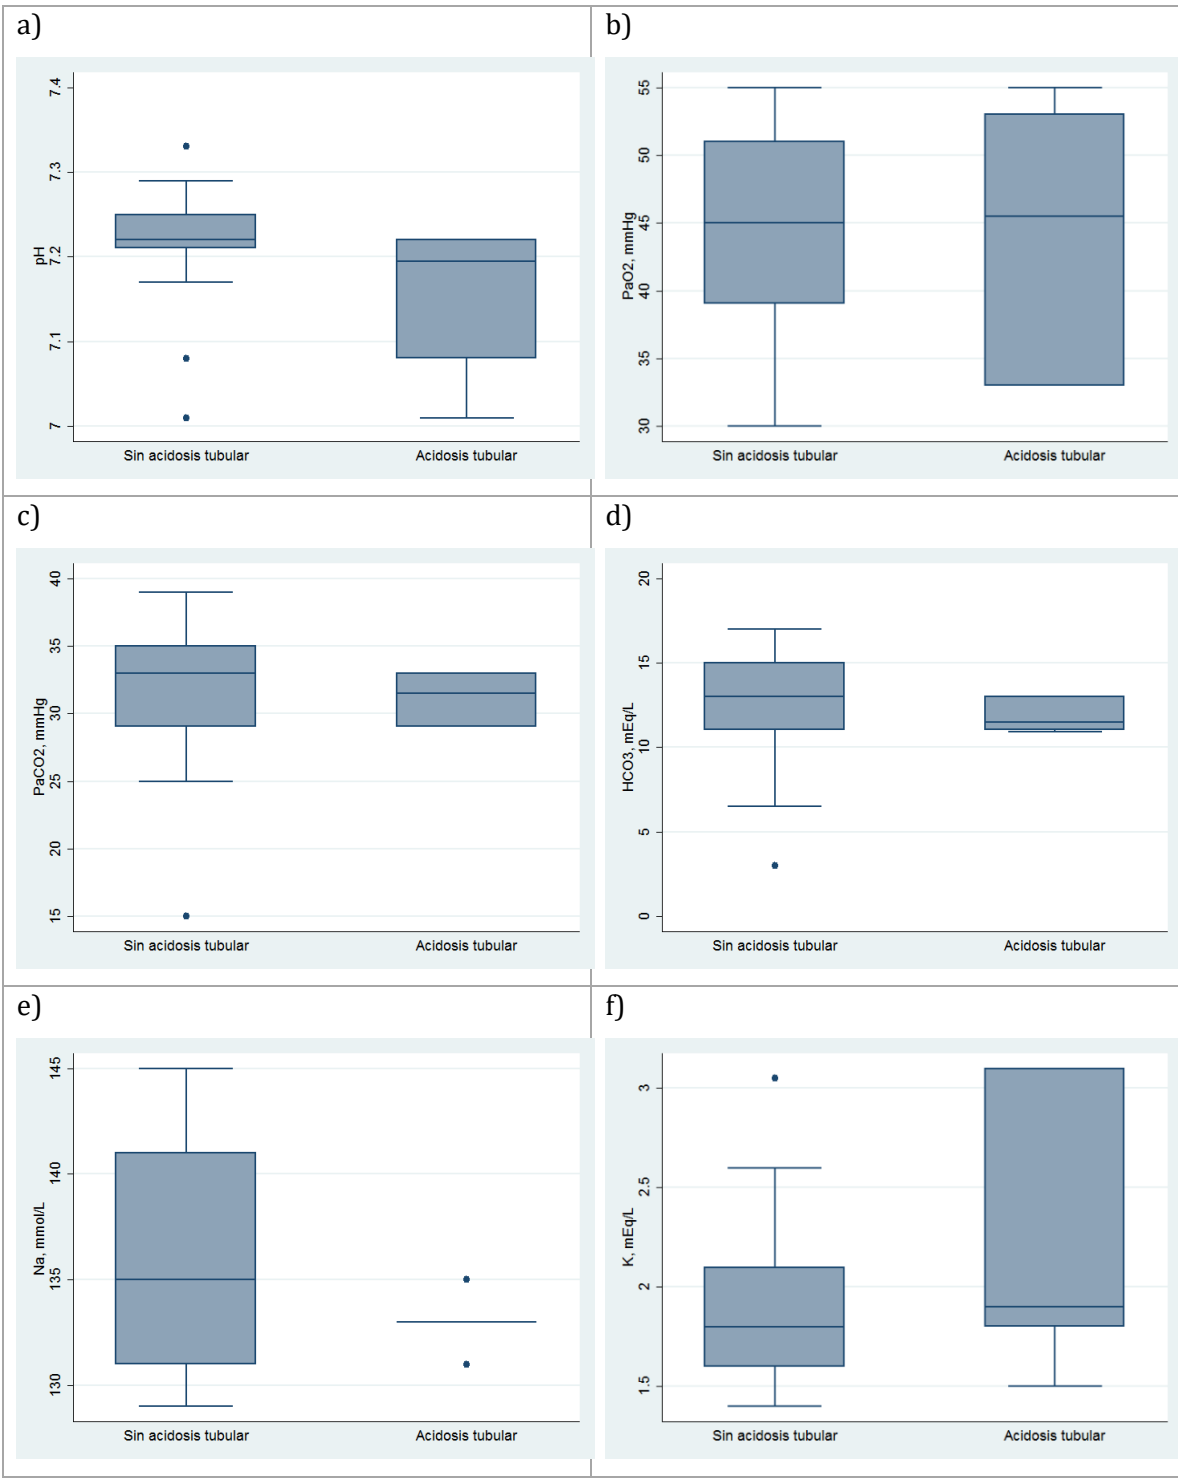 a)
7.4
7.3
7.2
7.1
7
pH
Sin acidosis tubular
Acidosis tubular
b)
55
50
45
40
35
30
PaO2, mmHg
Sin acidosis tubular
Acidosis tubular
c)
40
35
30
25
20
15
PaCO2, mmHg
Sin acidosis tubular
Acidosis tubular
d)
20
15
10
5
0
HCO3, mEq/L
Sin acidosis tubular
Acidosis tubular
e)
145
140
135
130
Na, mmol/L
Sin acidosis tubular
Acidosis tubular
f)
3
2.5
2
1.5
K, mEq/L
Sin acidosis tubular
Acidosis tubular